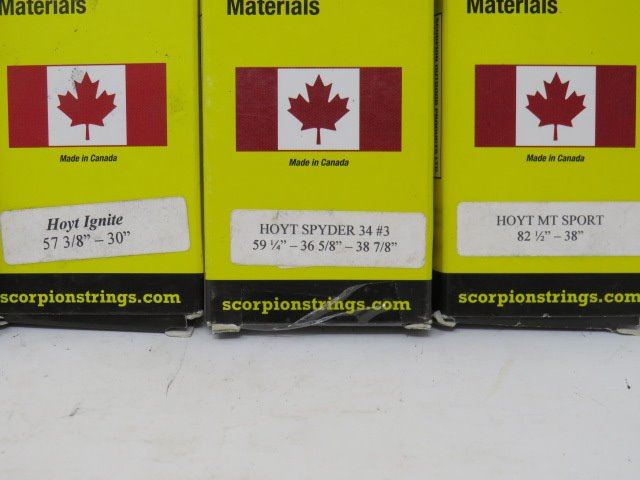 Materials
Made in Canada
Hoyt Ignite
57 3/8” – 30”
scorpionstrings.com
Materials
Made in Canada
HOYT SPYDER 34 #3
59 ¼” – 36 5/8” – 38 7/8”
scorpionstrings.com
Materials
Made in Canada
HOYT MT SPORT
82 ½” – 38”
scorpionstrings.com